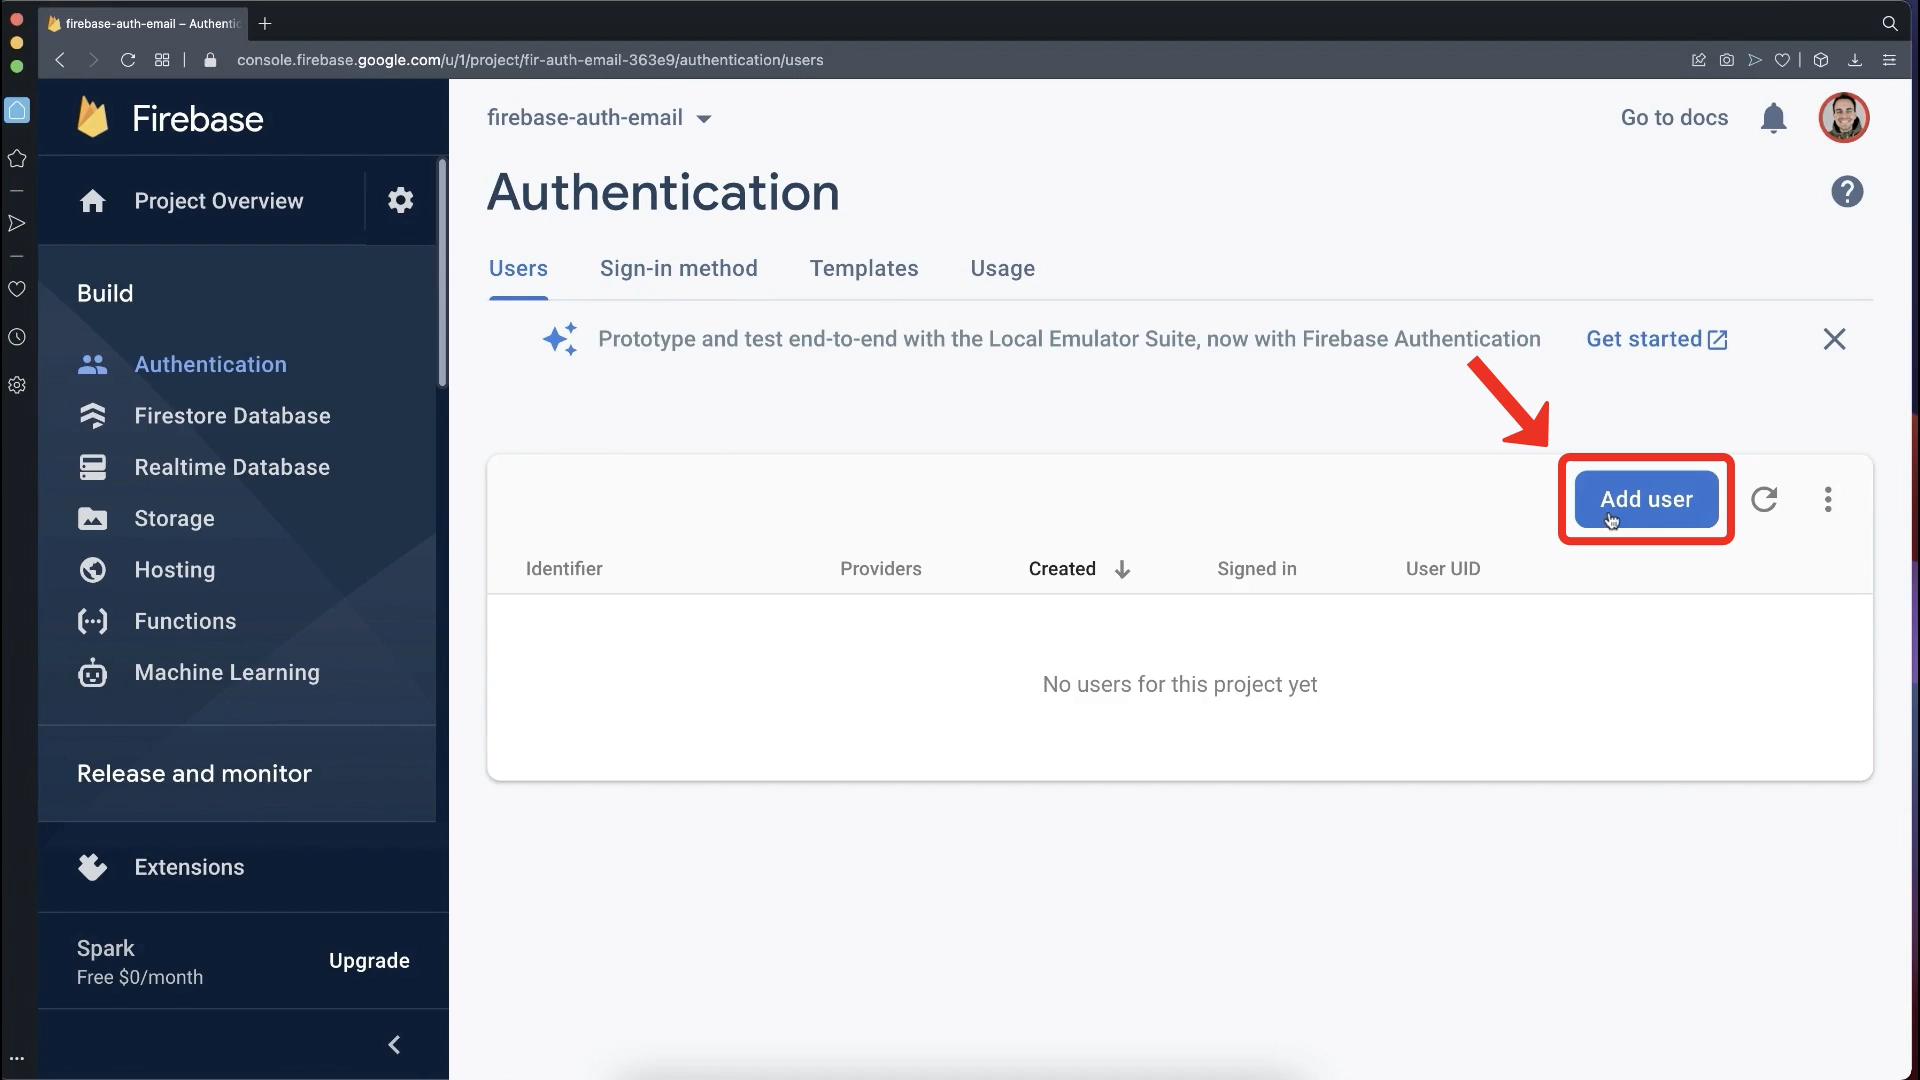 firebase-auth-email – Authentic
console.firebase.google.com/u/1/project/fir-auth-email-363e9/authentication/users
Firebase
Project Overview
Build
Authentication
Firestore Database
Realtime Database
Storage
Hosting
Functions
Machine Learning
Release and monitor
Extensions
Spark
Free $0/month
Upgrade
firebase-auth-email
Go to docs
Authentication
Users Sign-in method Templates Usage
Prototype and test end-to-end with the Local Emulator Suite, now with Firebase Authentication Get started
Add user
Identifier Providers Created Signed in User UID
No users for this project yet